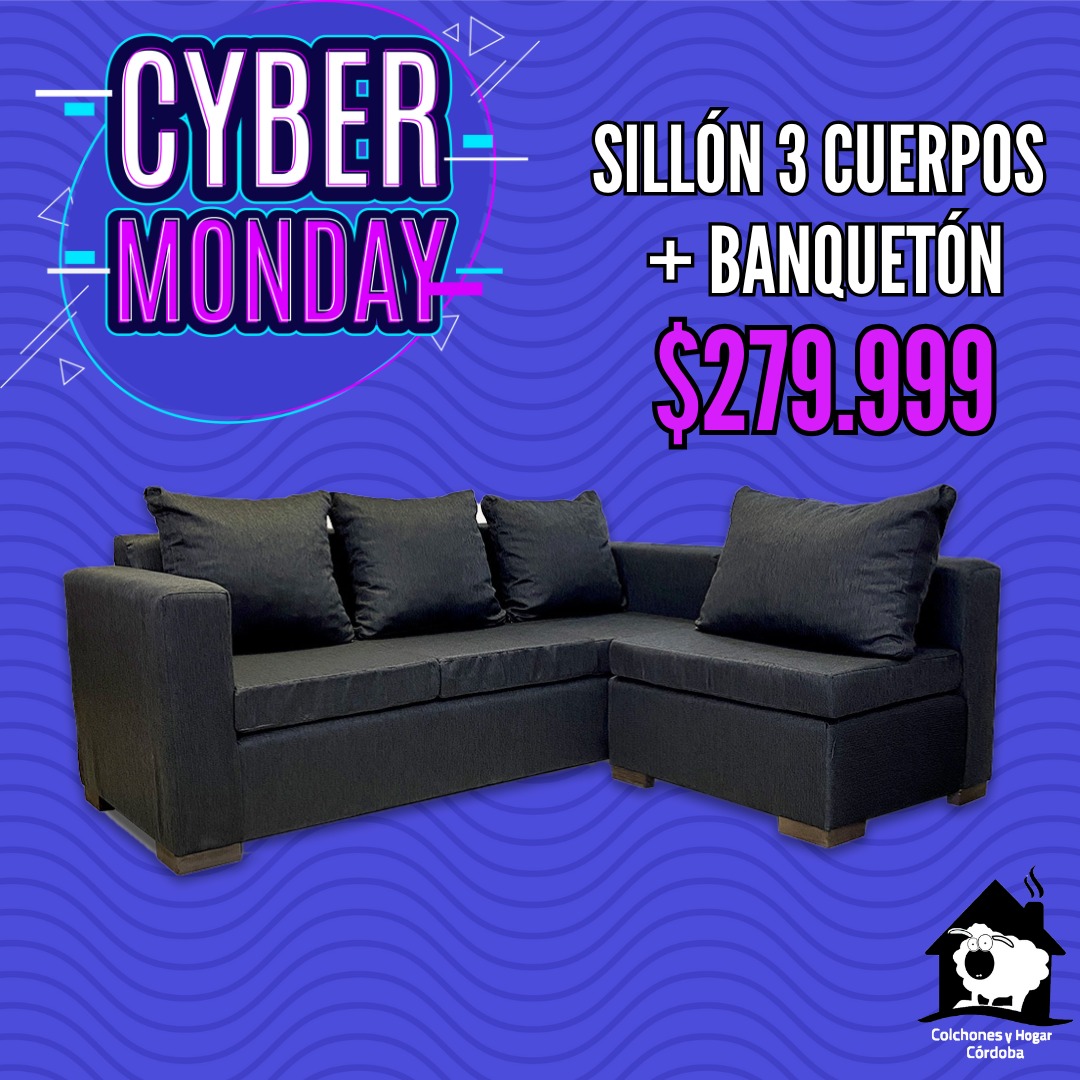 CYBER
MONDAY
SILLÓN 3 CUERPOS
+ BANQUETÓN
$279.999
Colchones y Hogar
Córdoba